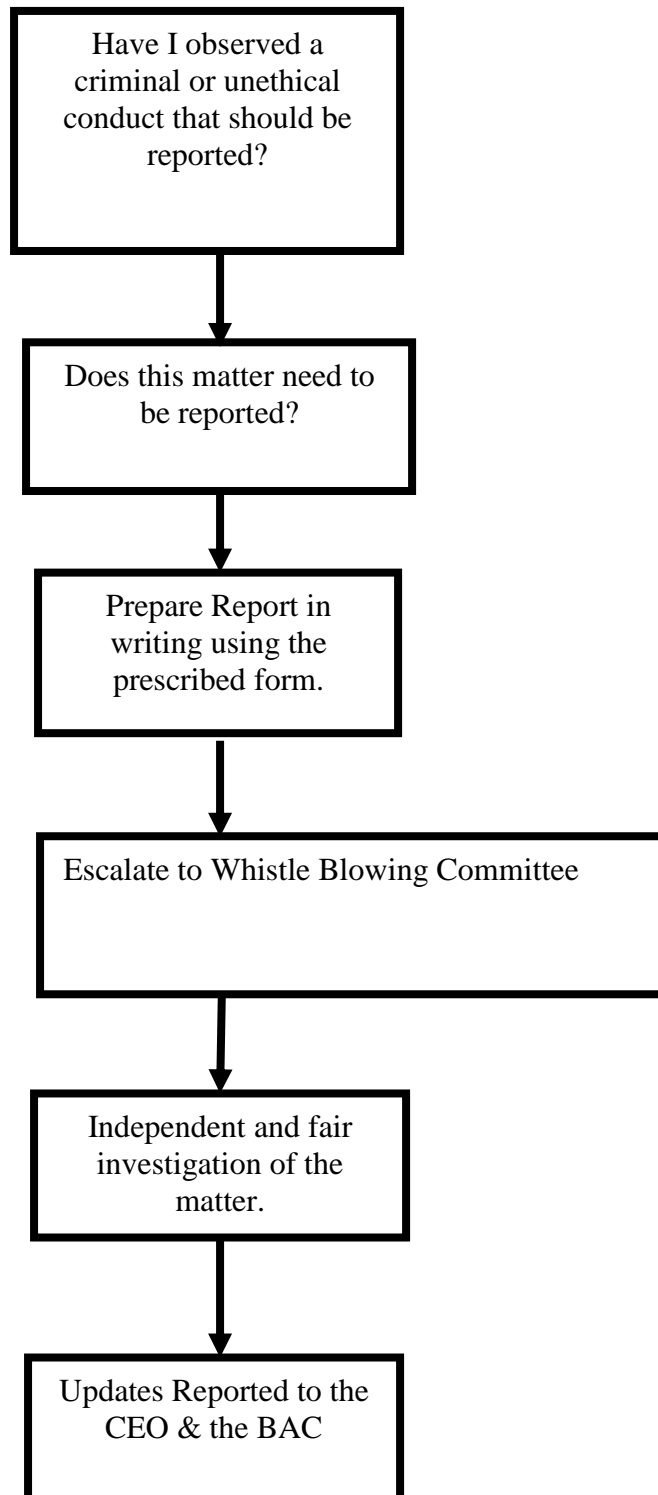 Have I observed a
criminal or unethical
conduct that should be
reported?
Does this matter need to
be reported?
Prepare Report in
writing using the
prescribed form.
Escalate to Whistle Blowing Committee
Independent and fair
investigation of the
matter.
Updates Reported to the
CEO & the BAC